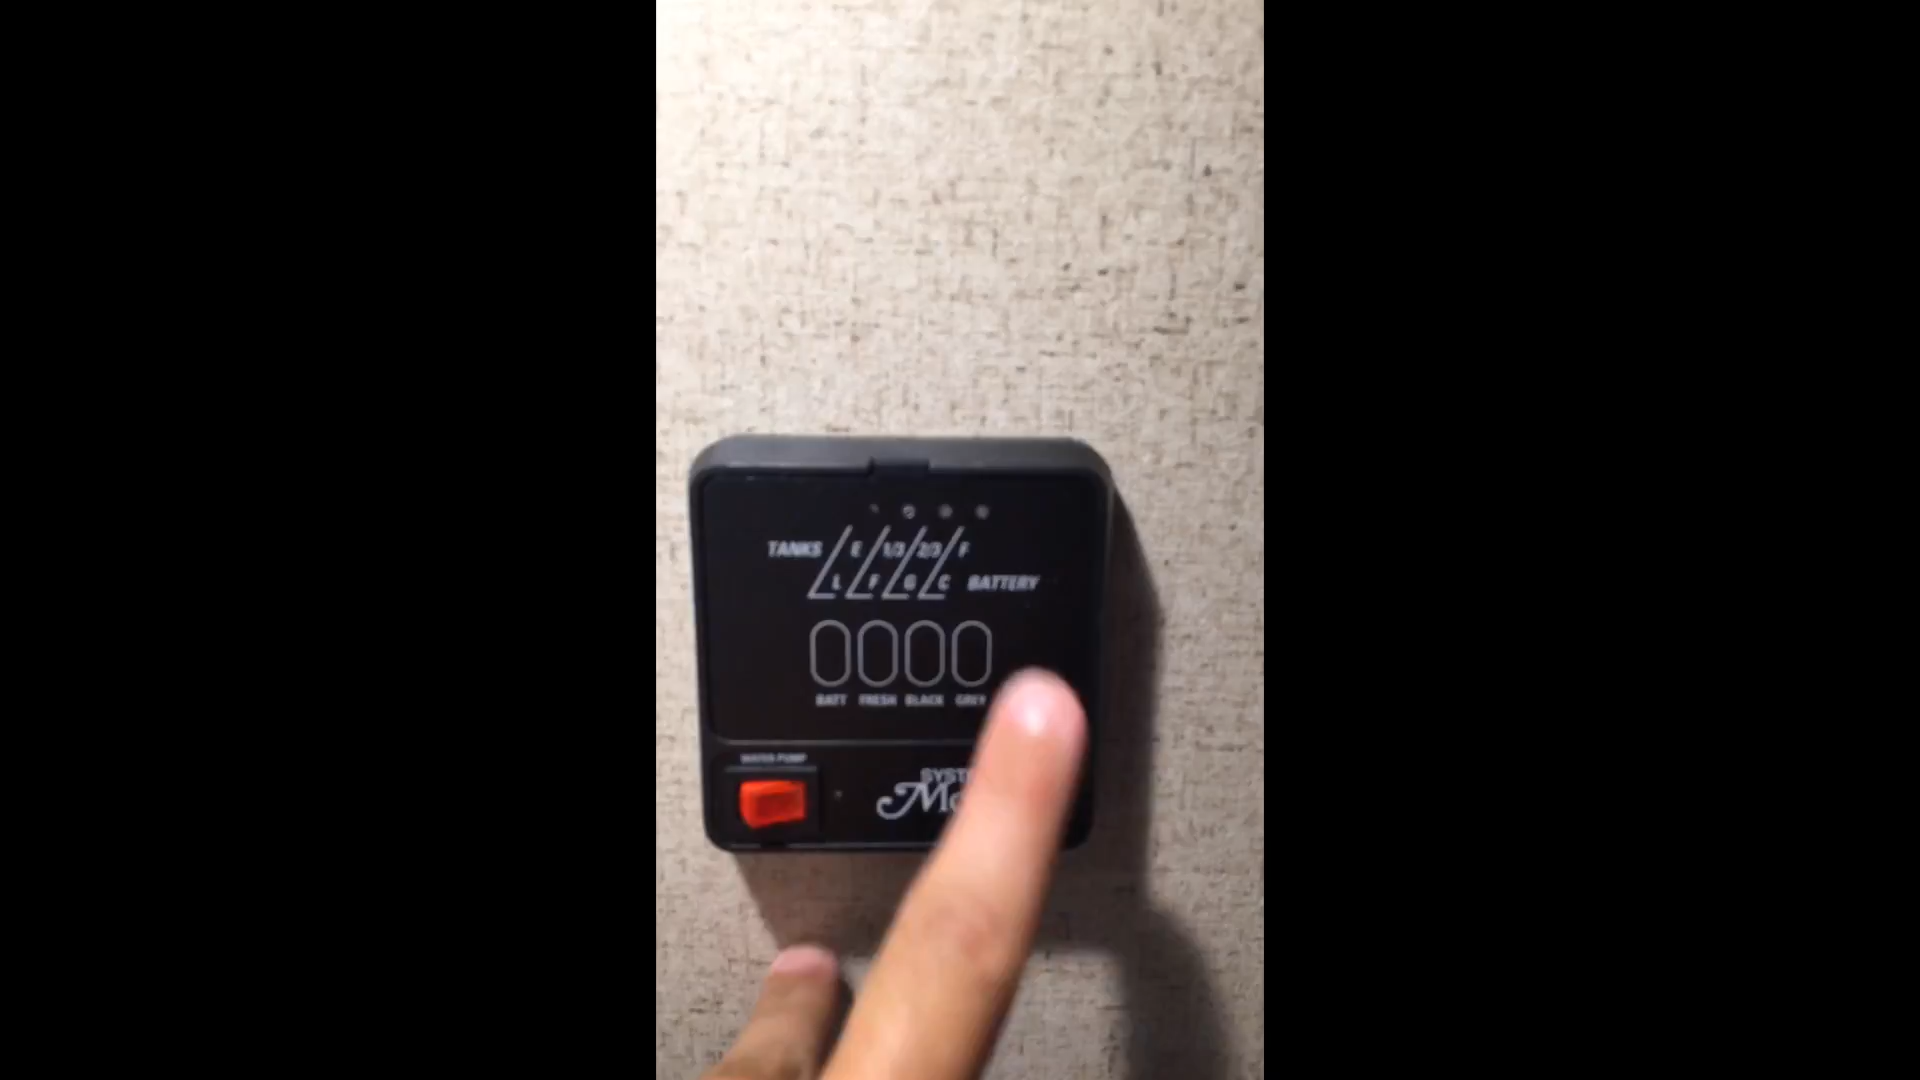 TANKS E 1/3 2/3 F
L F G C BATTERY
BATT FRESH BLACK GREY
WATER PUMP